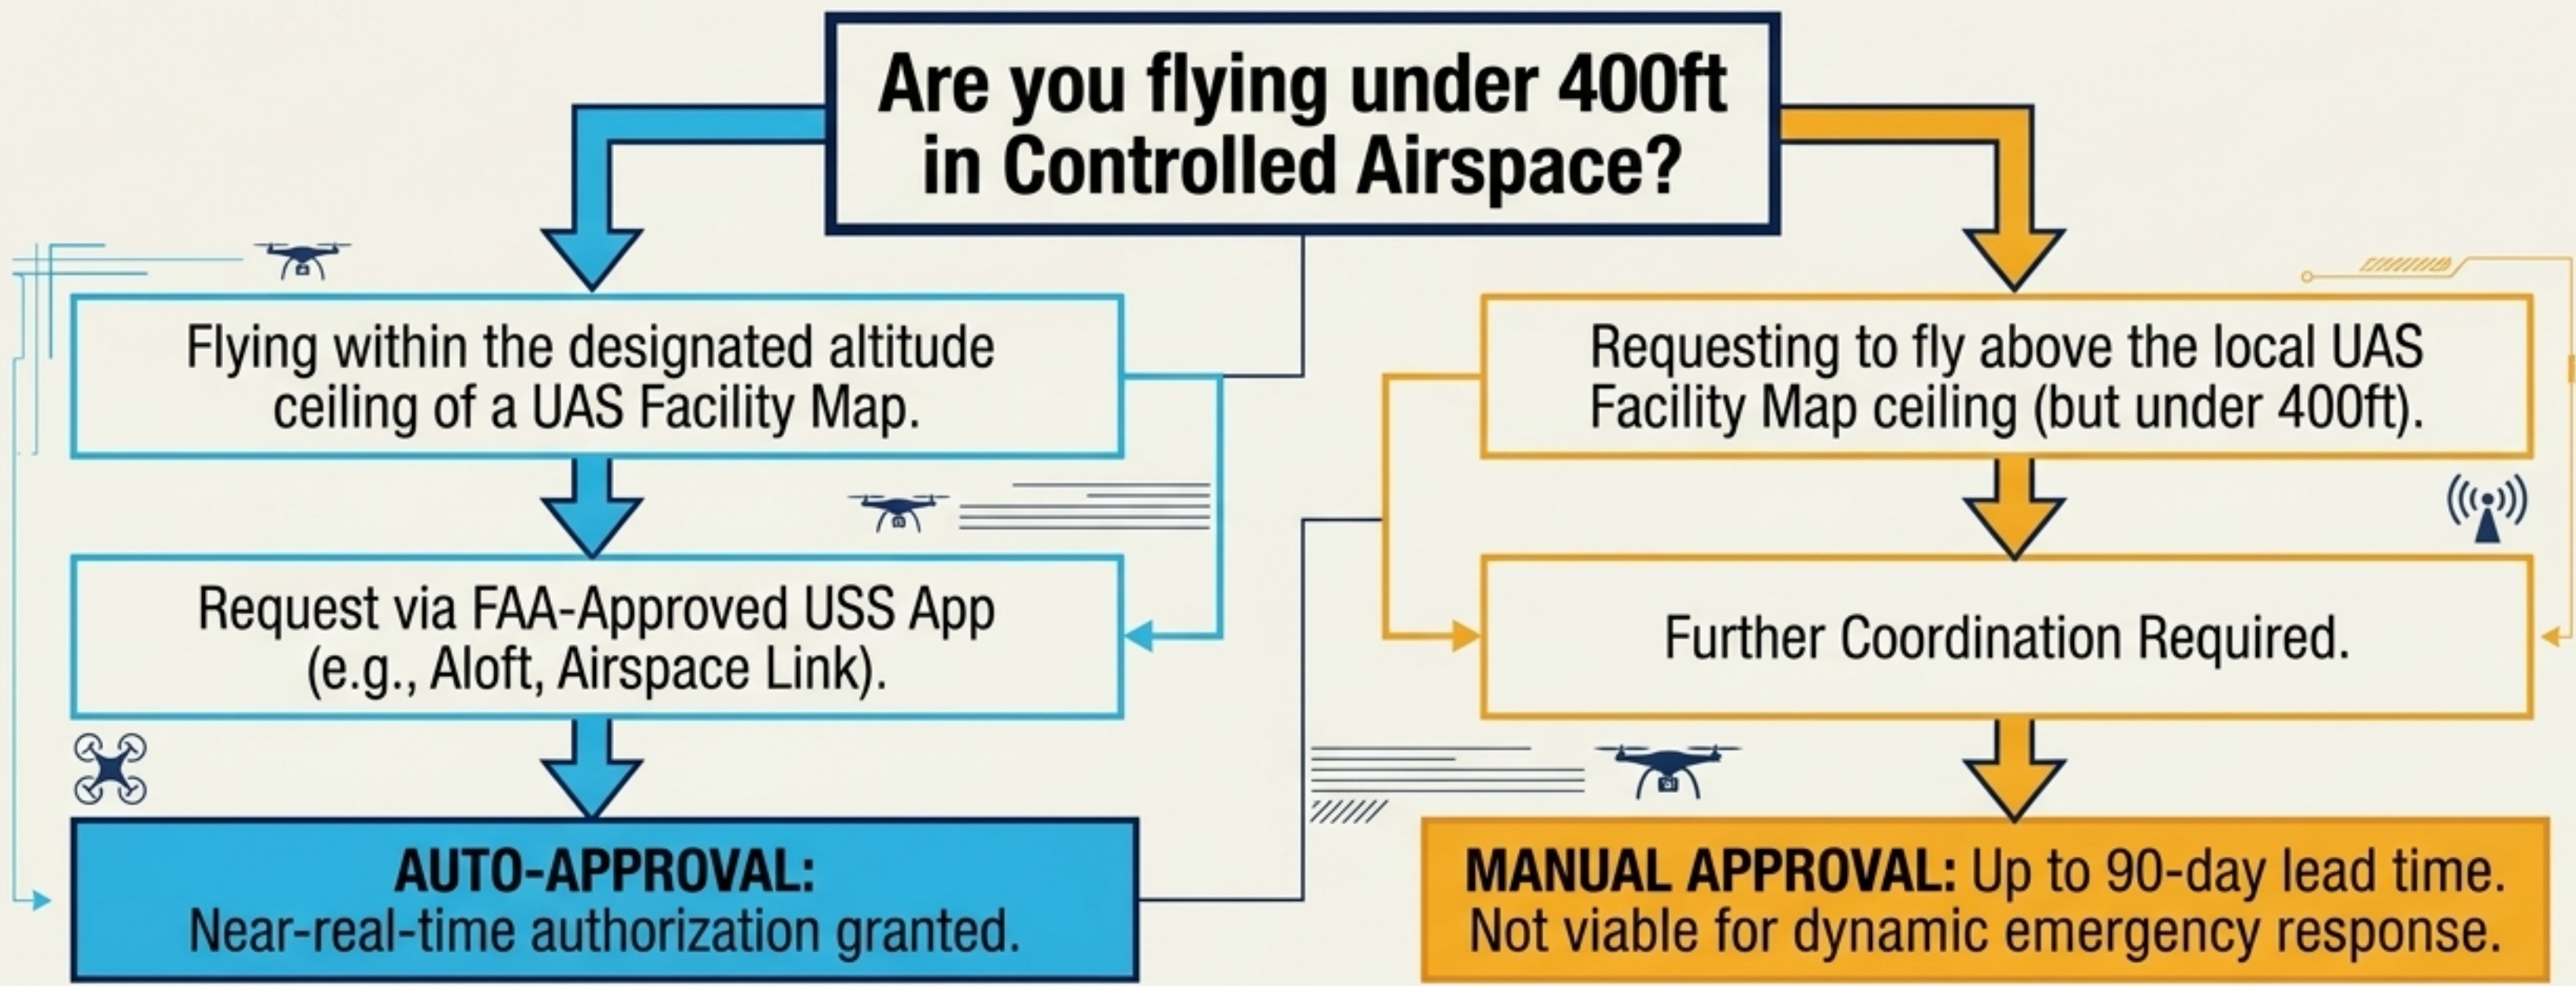 Are you flying under 400ft
in Controlled Airspace?
Flying within the designated altitude
ceiling of a UAS Facility Map.
Request via FAA-Approved USS App
(e.g., Aloft, Airspace Link).
AUTO-APPROVAL:
Near-real-time authorization granted.
Requesting to fly above the local UAS
Facility Map ceiling (but under 400ft).
Further Coordination Required.
MANUAL APPROVAL: Up to 90-day lead time.
Not viable for dynamic emergency response.